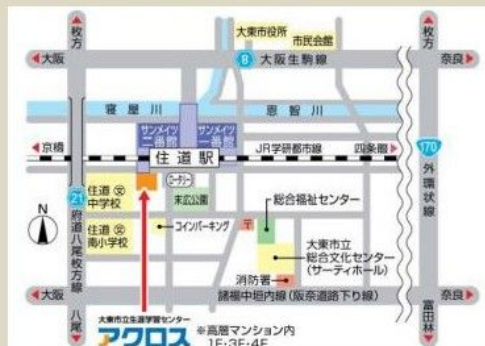 枚方
枚方
大東市役所
市民会館
大阪
8
大阪生駒線
奈良
寝屋川
恩智川
サンメイツ
二番館
サンメイツ
一番館
京橋
住道駅
JR学研都市線
四条畷
170
外環状線
21
府道八尾枚方線
住道
中学校
文
ロータリー
末広公園
総合福祉センター
N
住道
南小学校
文
コインパーキング
〒
大東市立
総合文化センター
(サーティホール)
消防署
大阪
諸福中垣内線(阪奈道路下り線)
奈良
八尾
大東市立生涯学習センター
アクロス
※高層マンション内
1F・3F・4F
富田林